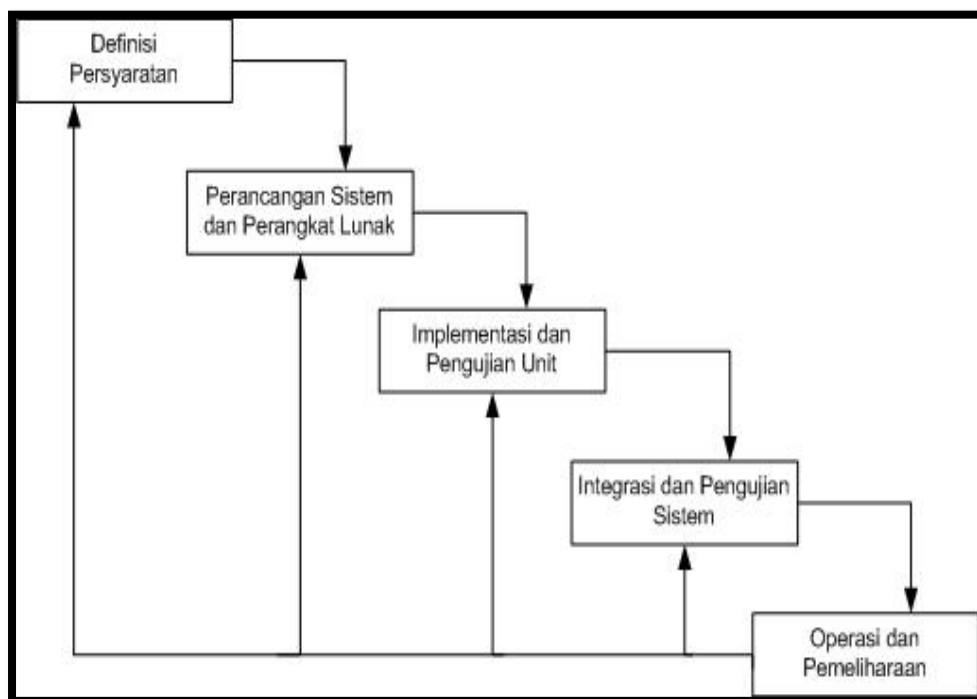 Definisi
Persyaratan
Perancangan Sistem
dan Perangkat Lunak
Implementasi dan
Pengujian Unit
Integrasi dan Pengujian
Sistem
Operasi dan
Pemeliharaan